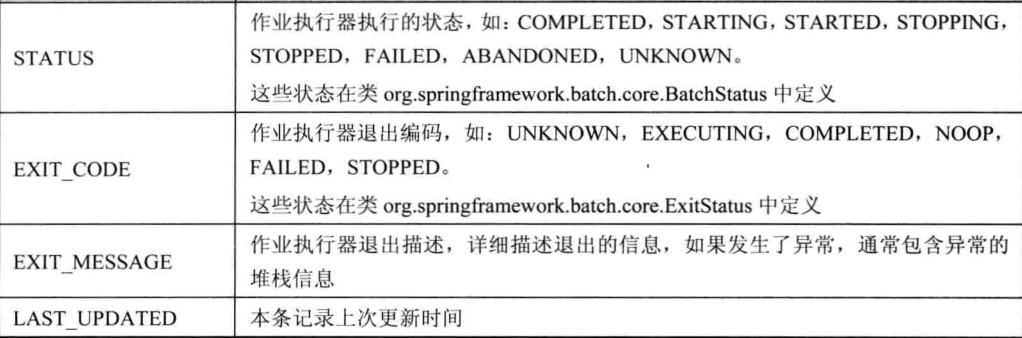 STATUS
作业执行器执行的状态，如：COMPLETED，STARTING，STARTED，STOPPING，
STOPPED，FAILED，ABANDONED，UNKNOWN。
这些状态在类 org.springframework.batch.core.BatchStatus 中定义
EXIT_CODE
作业执行器退出编码，如：UNKNOWN，EXECUTING，COMPLETED，NOOP，
FAILED，STOPPED。
这些状态在类 org.springframework.batch.core.ExitStatus 中定义
EXIT_MESSAGE
作业执行器退出描述，详细描述退出的信息，如果发生了异常，通常包含异常的
堆栈信息
LAST_UPDATED
本条记录上次更新时间